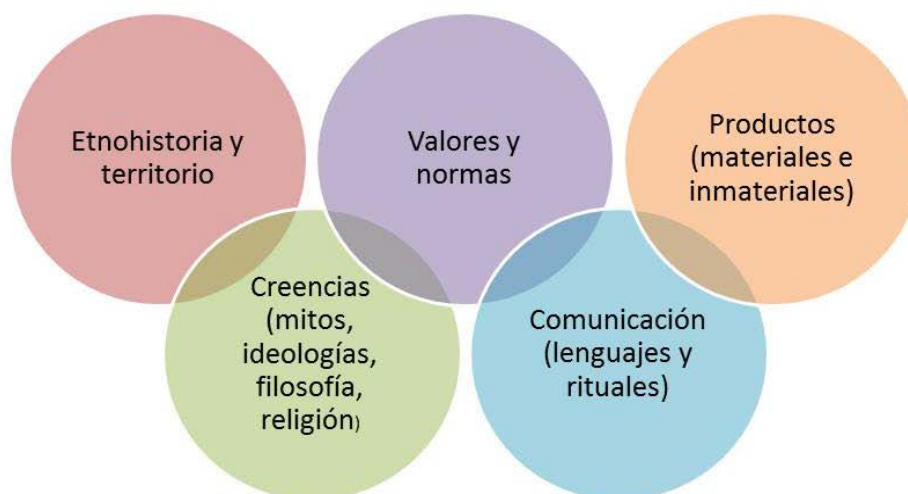 Etnohistoria y
territorio
Valores y
normas
Productos
(materiales e
inmateriales)
Creencias
(mitos,
ideologías,
filosofía,
religión)
Comunicación
(lenguajes y
rituales)